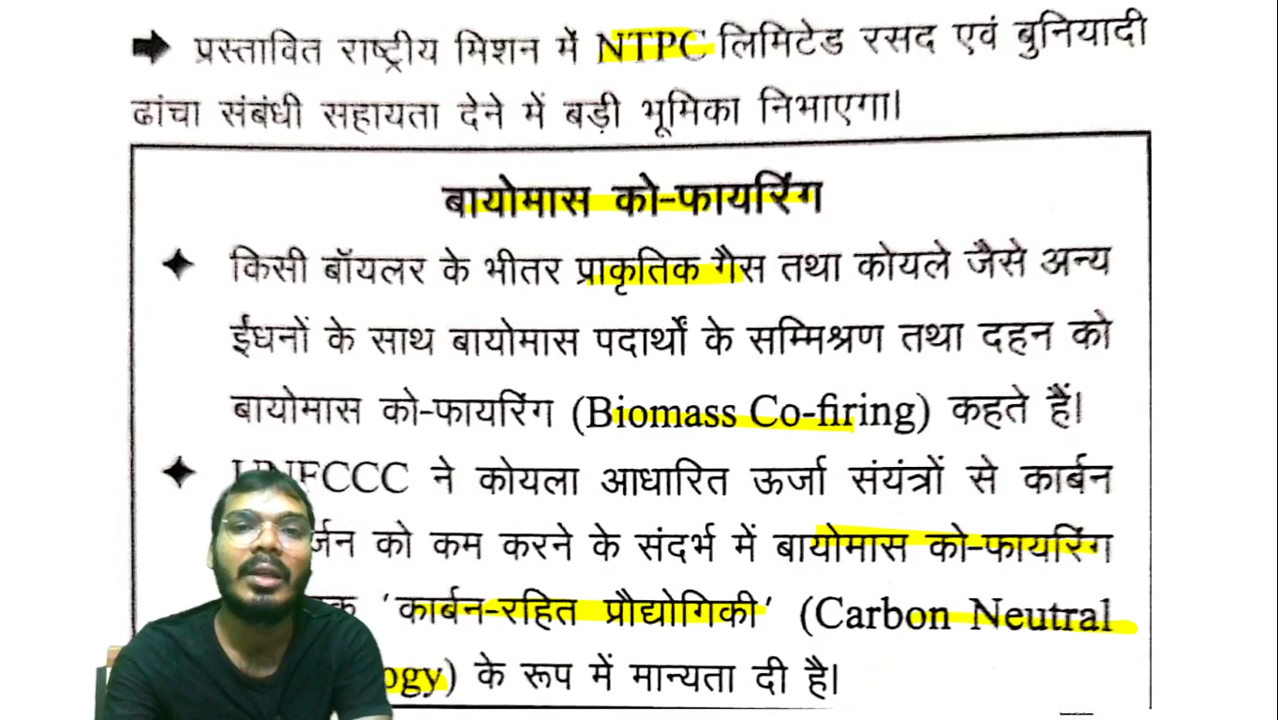 ➡ प्रस्तावित राष्ट्रीय मिशन में NTPC लिमिटेड रसद एवं बुनियादी
ढांचा संबंधी सहायता देने में बड़ी भूमिका निभाएगा।
बायोमास को-फायरिंग
✦ किसी बॉयलर के भीतर प्राकृतिक गैस तथा कोयले जैसे अन्य
ईंधनों के साथ बायोमास पदार्थों के सम्मिश्रण तथा दहन को
बायोमास को-फायरिंग (Biomass Co-firing) कहते हैं।
✦ UNFCCC ने कोयला आधारित ऊर्जा संयंत्रों से कार्बन
र्जन को कम करने के संदर्भ में बायोमास को-फायरिंग
'कार्बन-रहित प्रौद्योगिकी' (Carbon Neutral
ogy) के रूप में मान्यता दी है।